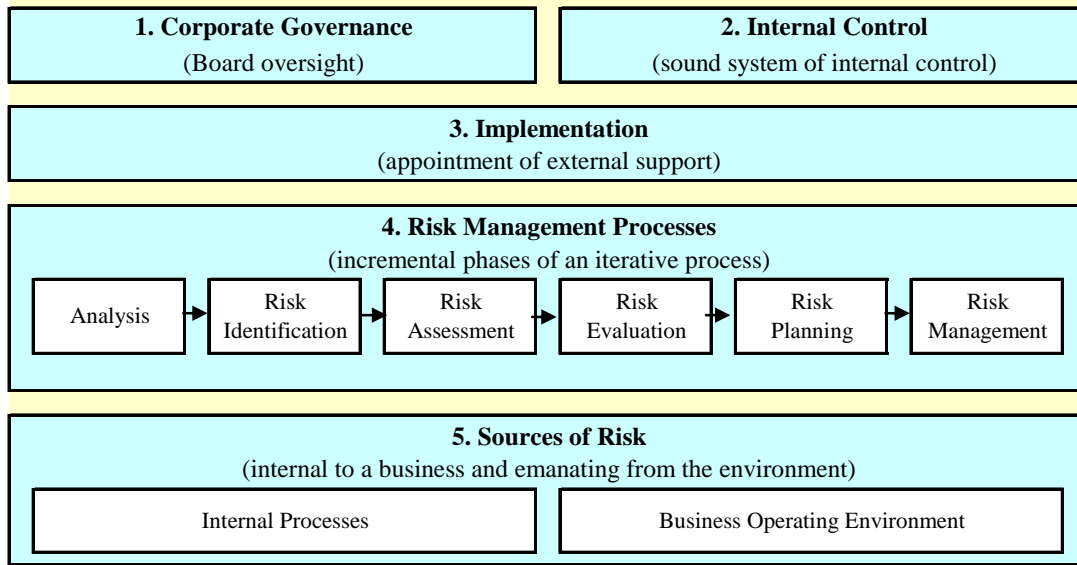 1. Corporate Governance
(Board oversight)
2. Internal Control
(sound system of internal control)
3. Implementation
(appointment of external support)
4. Risk Management Processes
(incremental phases of an iterative process)
Analysis
Risk
Identification
Risk
Assessment
Risk
Evaluation
Risk
Planning
Risk
Management
5. Sources of Risk
(internal to a business and emanating from the environment)
Internal Processes
Business Operating Environment